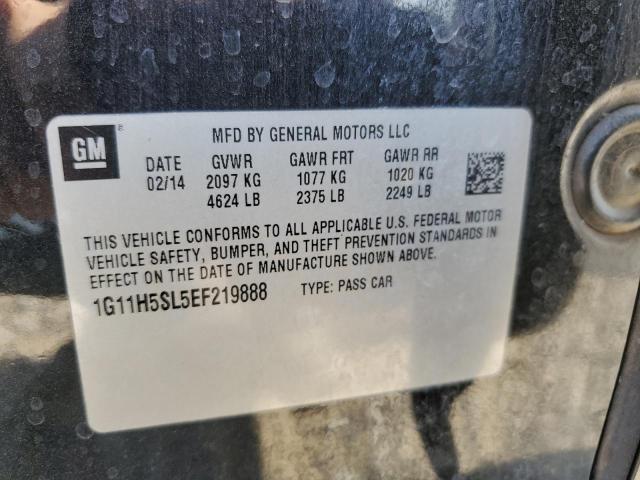 GM
MFD BY GENERAL MOTORS LLC
DATE GVWR GAWR FRT GAWR RR
02/14 2097 KG 1077 KG 1020 KG
4624 LB 2375 LB 2249 LB
THIS VEHICLE CONFORMS TO ALL APPLICABLE U.S. FEDERAL MOTOR
VEHICLE SAFETY, BUMPER, AND THEFT PREVENTION STANDARDS IN
EFFECT ON THE DATE OF MANUFACTURE SHOWN ABOVE.
1G11H5SL5EF219888 TYPE: PASS CAR